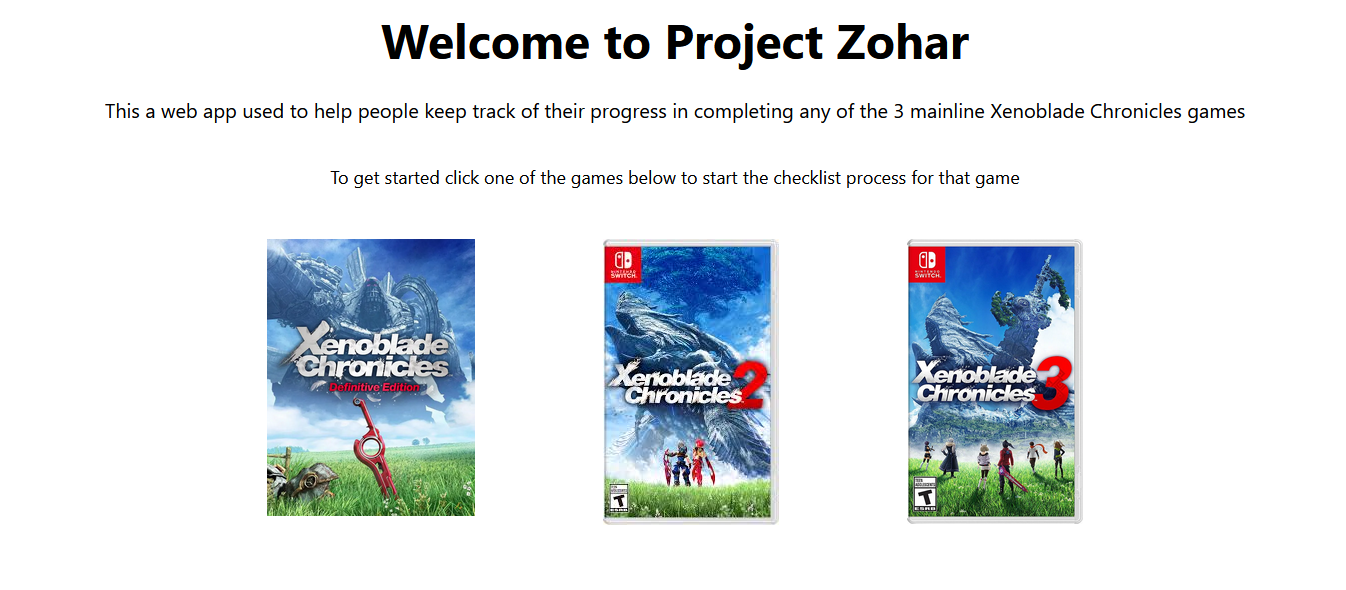 Welcome to Project Zohar
This a web app used to help people keep track of their progress in completing any of the 3 mainline Xenoblade Chronicles games
To get started click one of the games below to start the checklist process for that game
Xenoblade
Chronicles
Definitive Edition
NINTENDO
SWITCH
Xenoblade
Chronicles 2
TEEN
T
NINTENDO
SWITCH
Xenoblade
Chronicles 3
TEEN
T